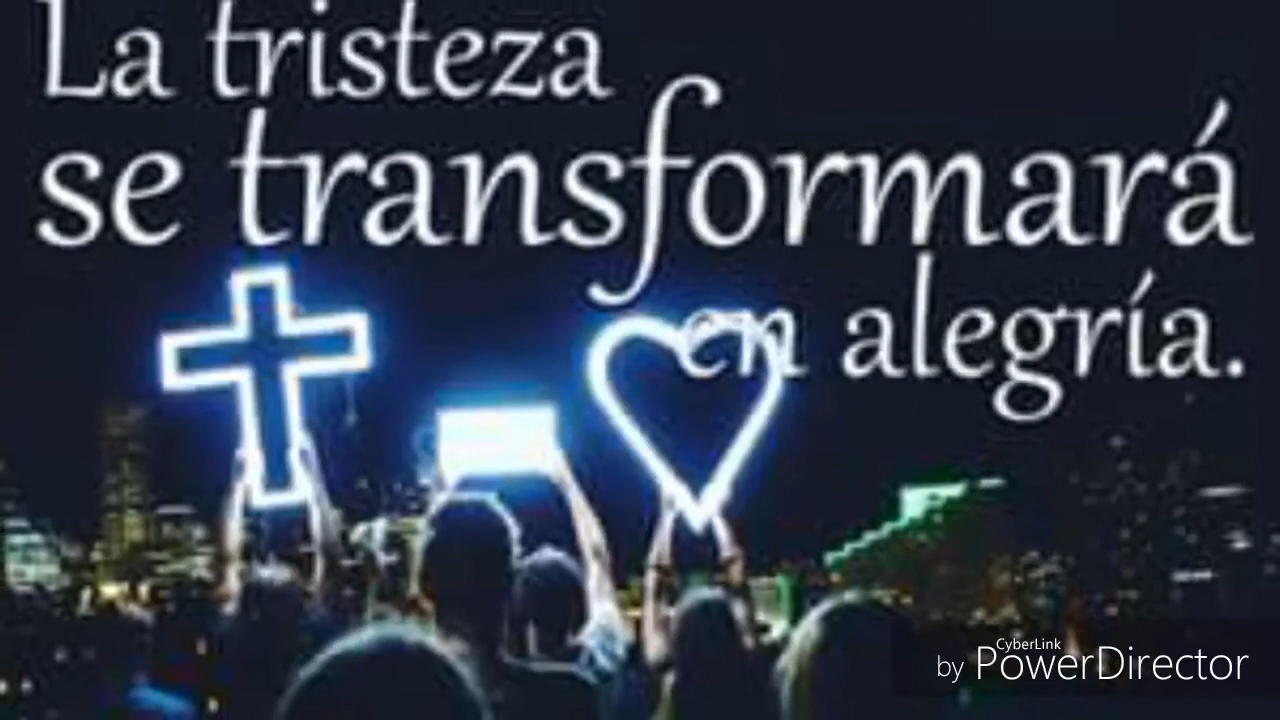 La tristeza
se transformará
en alegría.
CyberLink
by PowerDirector